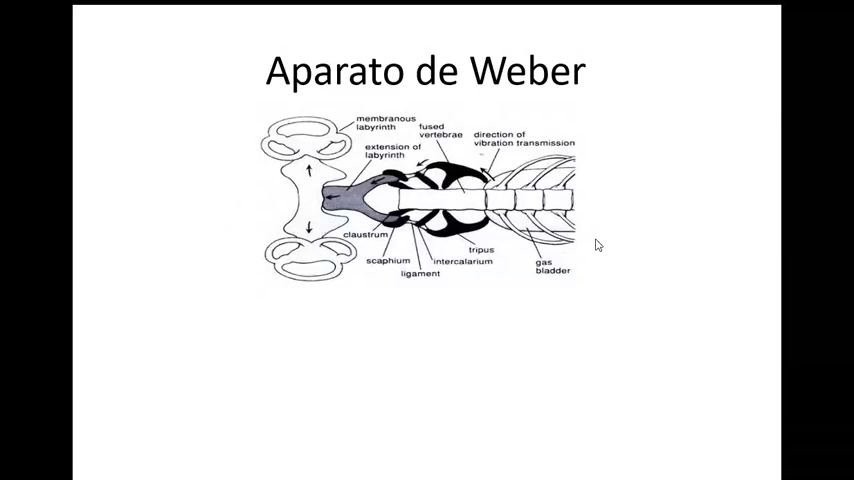 Aparato de Weber
membranous
labyrinth
fused
vertebrae
direction of
vibration transmission
extension of
labyrinth
claustrum
scaphium
ligament
intercalarium
tripus
gas
bladder